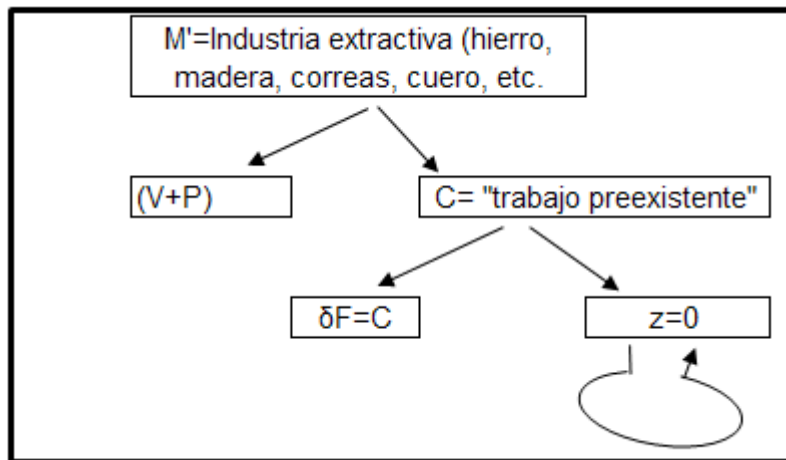 M'=Industria extractiva (hierro,
madera, correas, cuero, etc.
(V+P)
C= "trabajo preexistente"
δF=C
z=0